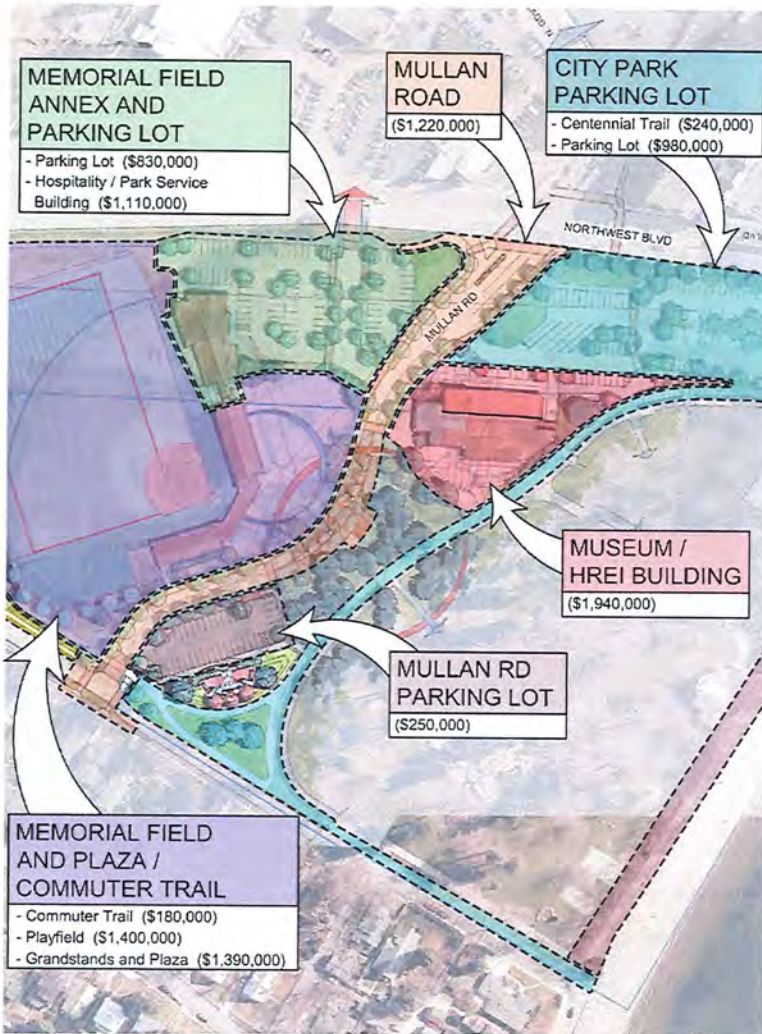 MEMORIAL FIELD
ANNEX AND
PARKING LOT
- Parking Lot ($830,000)
- Hospitality / Park Service
Building ($1,110,000)
MULLAN
ROAD
($1,220.000)
CITY PARK
PARKING LOT
- Centennial Trail ($240,000)
- Parking Lot ($980,000)
NORTHWEST BLVD
MULLAN RD
MUSEUM /
HREI BUILDING
($1,940,000)
MULLAN RD
PARKING LOT
($250,000)
MEMORIAL FIELD
AND PLAZA /
COMMUTER TRAIL
- Commuter Trail ($180,000)
- Playfield ($1,400,000)
- Grandstands and Plaza ($1,390,000)